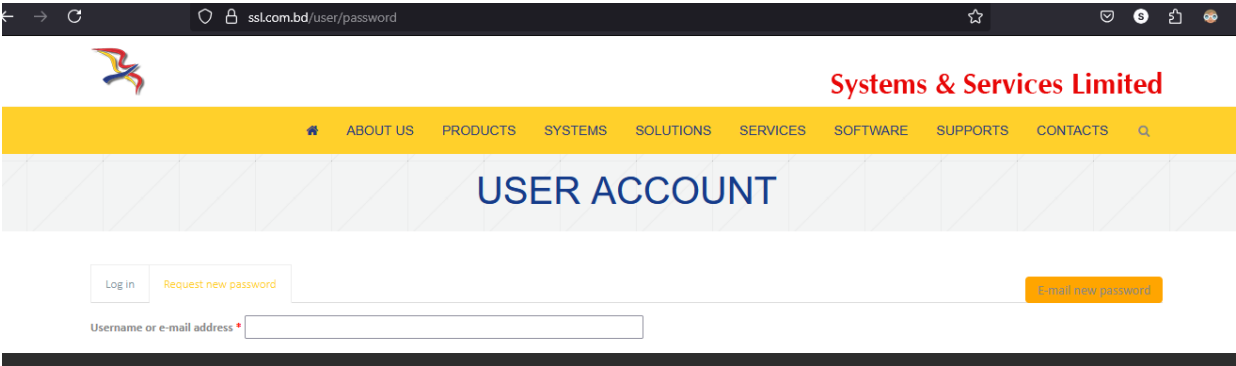 ssl.com.bd/user/password
S
Systems & Services Limited
ABOUT US PRODUCTS SYSTEMS SOLUTIONS SERVICES SOFTWARE SUPPORTS CONTACTS
USER ACCOUNT
Log in Request new password
E-mail new password
Username or e-mail address *